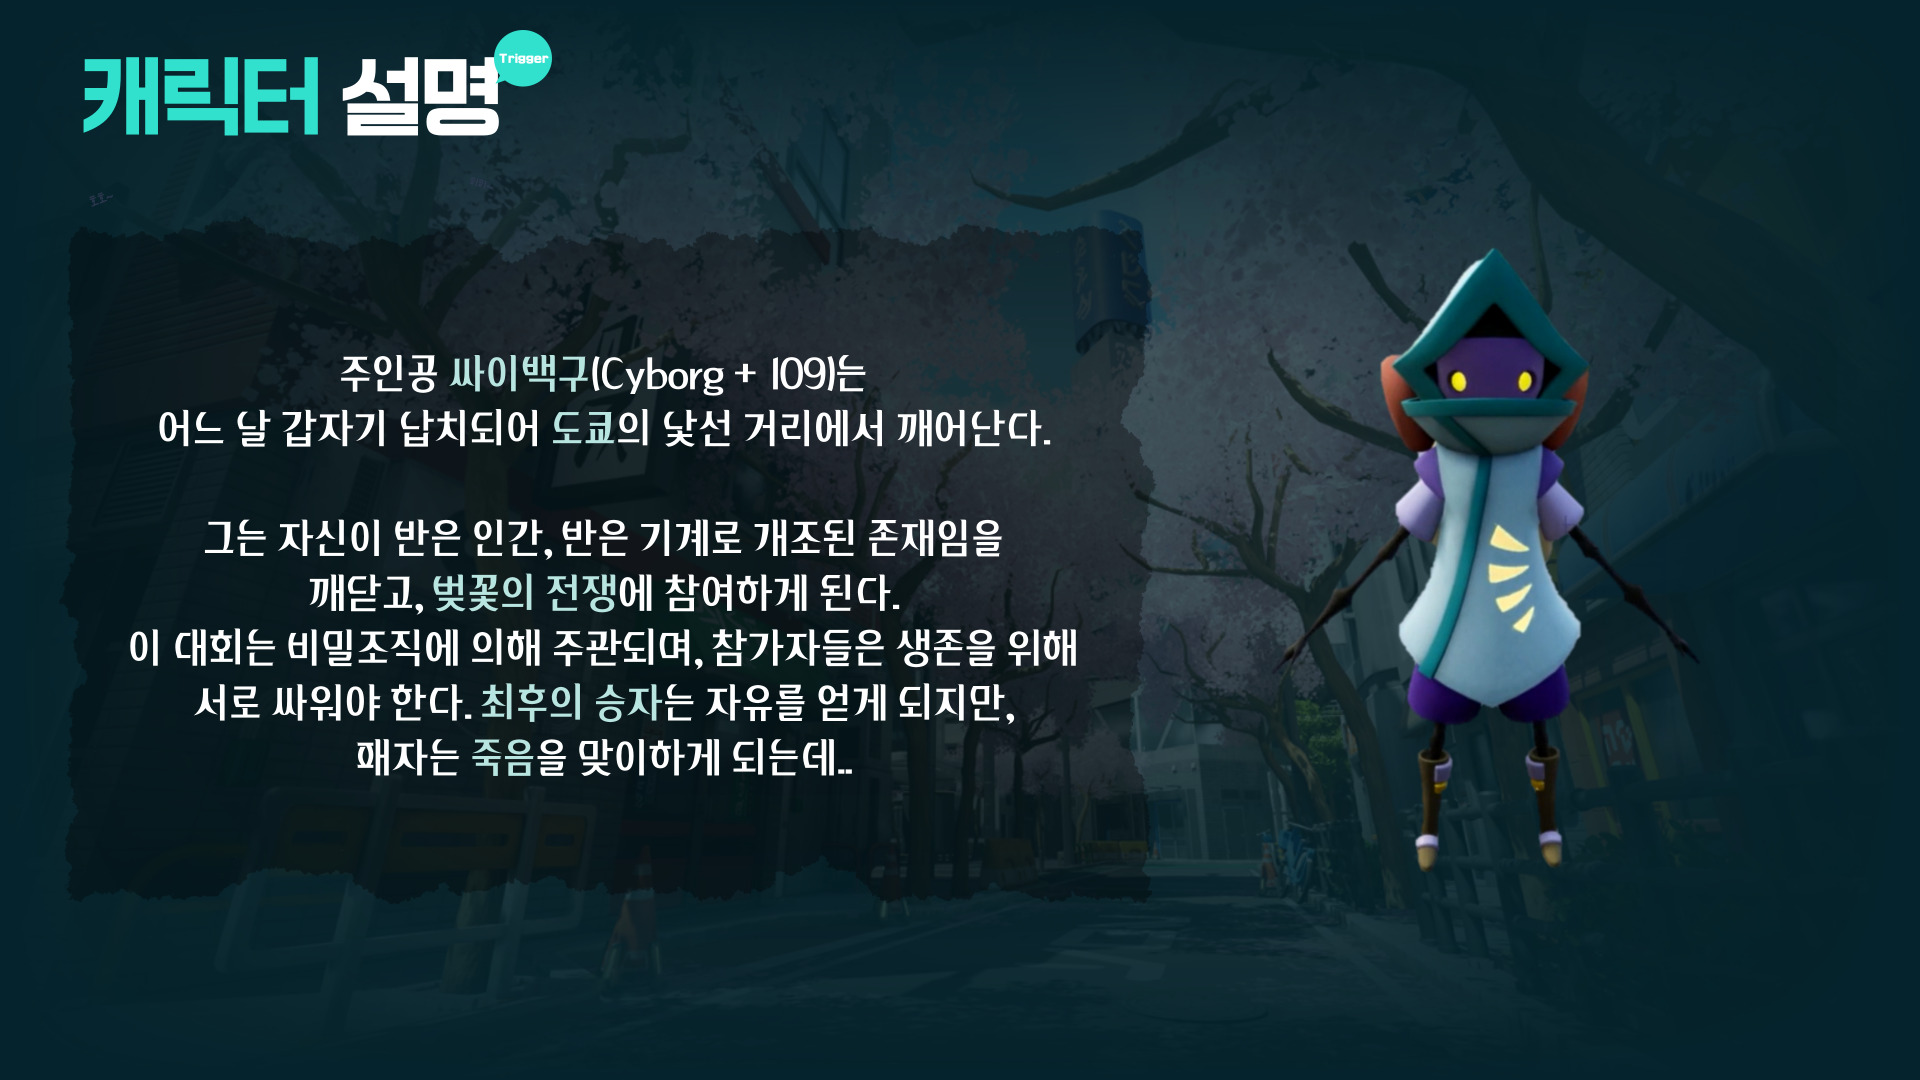 캐릭터 설명
Trigger
주인공 싸이백구(Cyborg + 109)는
어느 날 갑자기 납치되어 도쿄의 낯선 거리에서 깨어난다.
그는 자신이 반은 인간, 반은 기계로 개조된 존재임을
깨닫고, 벚꽃의 전쟁에 참여하게 된다.
이 대회는 비밀조직에 의해 주관되며, 참가자들은 생존을 위해
서로 싸워야 한다. 최후의 승자는 자유를 얻게 되지만,
패자는 죽음을 맞이하게 되는데..